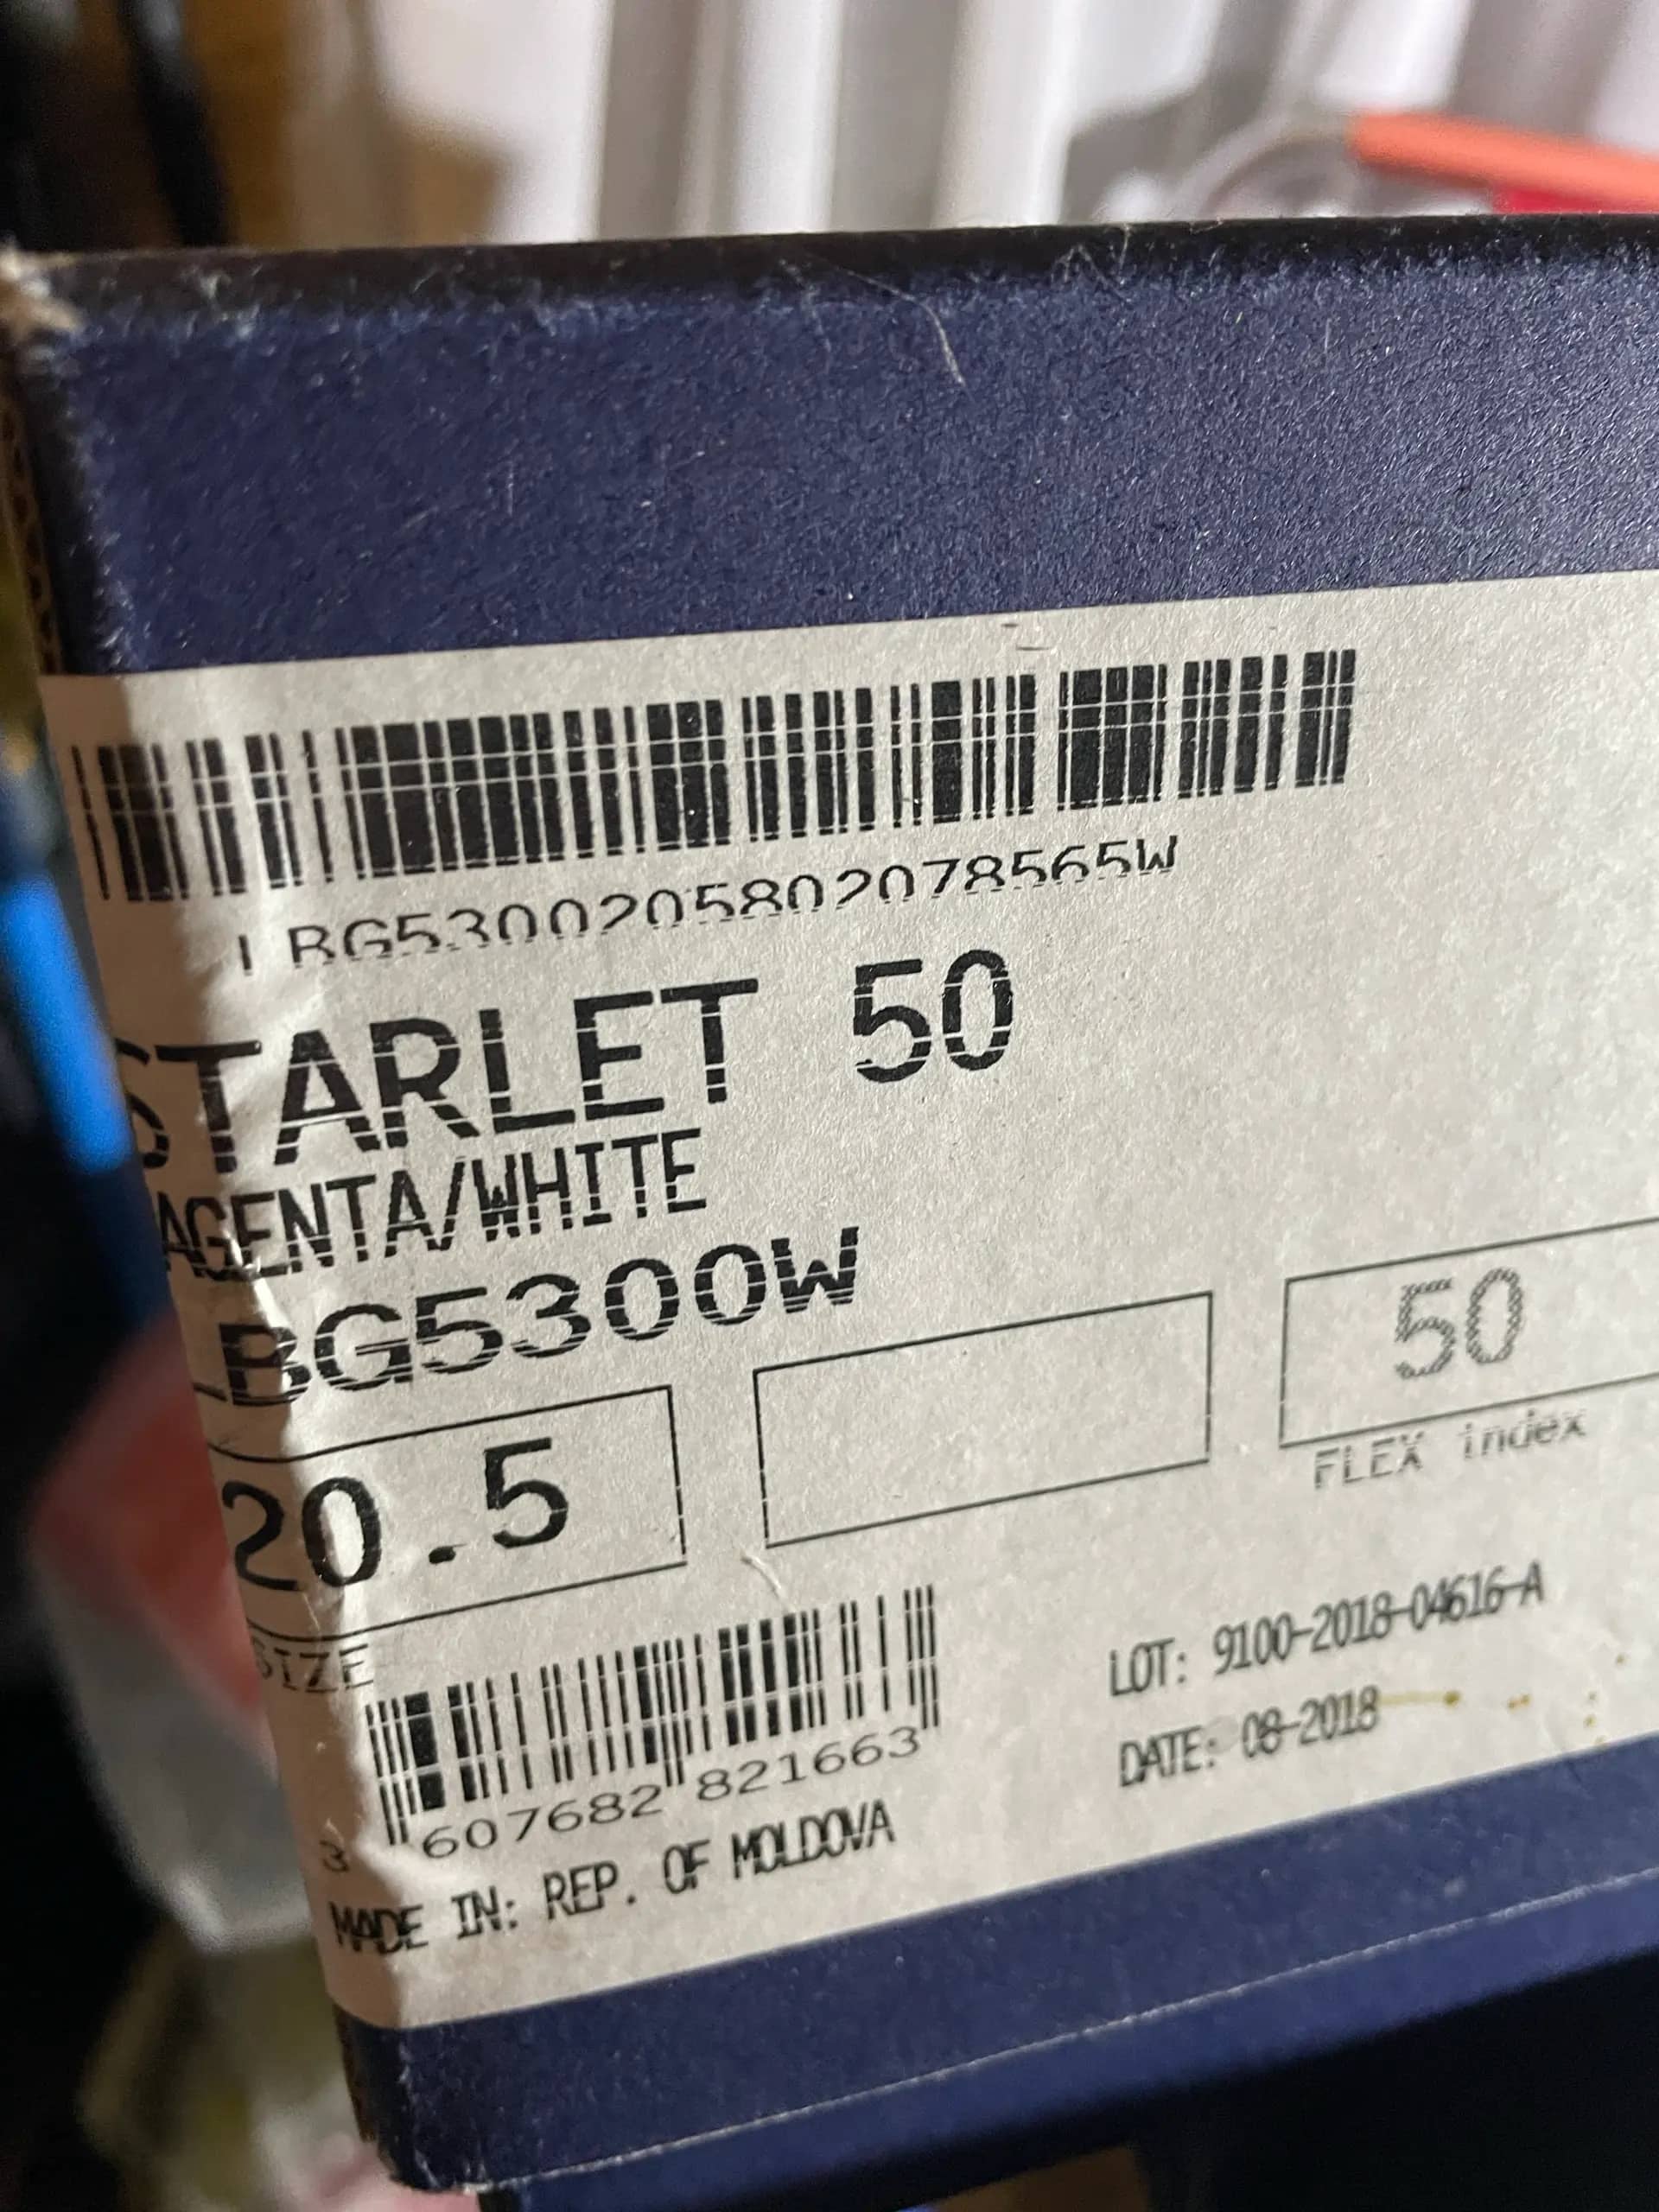 LBG5300205802078565W
STARLET 50
AGENTA/WHITE
LBG5300W
20.5
50
SIZE
FLEX index
3 607682 821663
LOT: 9100-2018-04616-A
DATE: 08-2018
MADE IN: REP. OF MOLDOVA